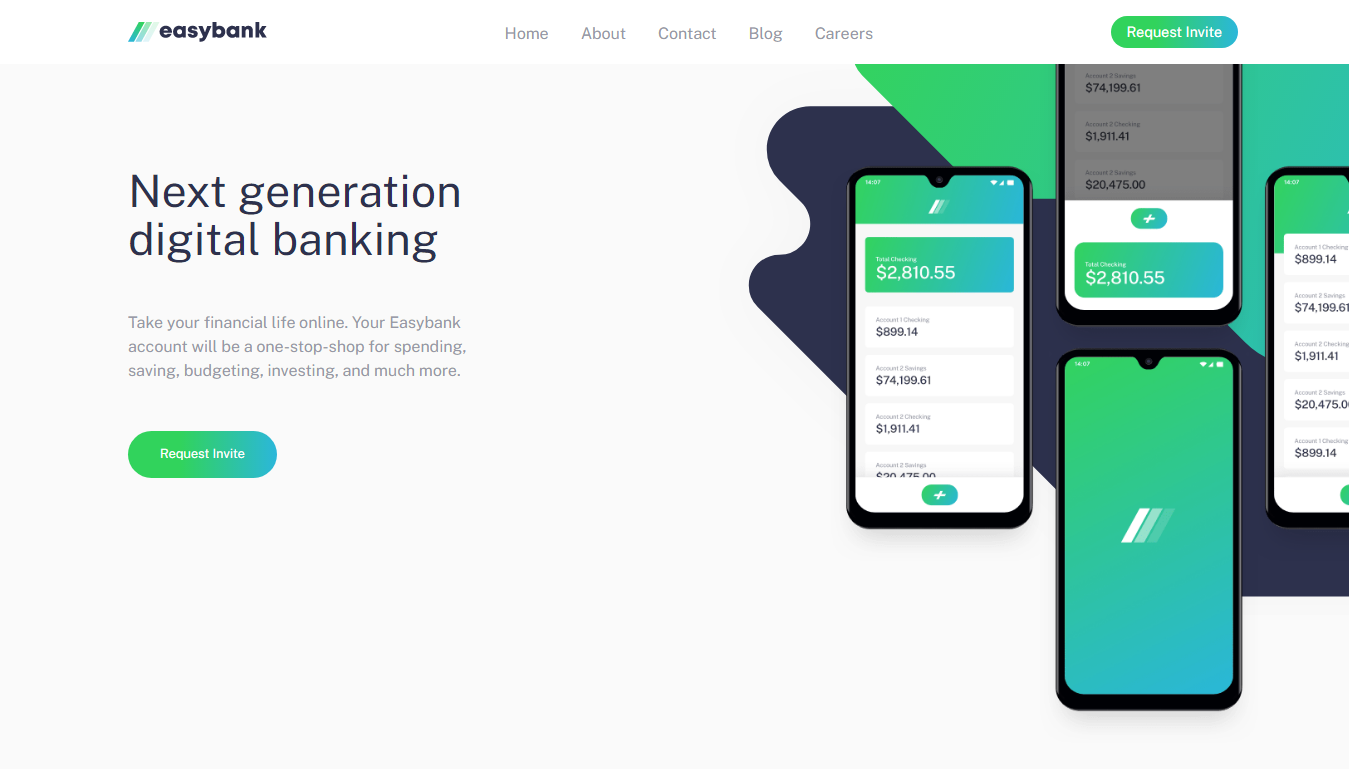 easybank
Home
About
Contact
Blog
Careers
Request Invite
Next generation
digital banking
Take your financial life online. Your Easybank
account will be a one-stop-shop for spending,
saving, budgeting, investing, and much more.
Request Invite
14:07
Total Checking
$2,810.55
Account 1 Checking
$899.14
Account 2 Savings
$74,199.61
Account 2 Checking
$1,911.41
Account 2 Savings
$20,475.00
Account 2 Savings
$74,199.61
Account 2 Checking
$1,911.41
Account 2 Savings
$20,475.00
Total Checking
$2,810.55
14:07
14:07
Account 1 Checking
$899.14
Account 2 Savings
$74,199.61
Account 2 Checking
$1,911.41
Account 2 Savings
$20,475.0
Account 1 Checking
$899.14